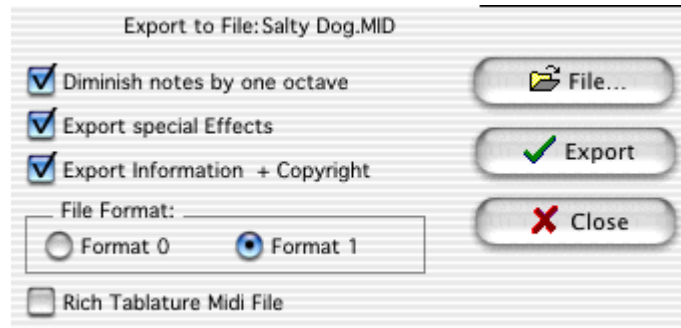 Export to File:Salty Dog.MID
Diminish notes by one octave
Export special Effects
Export Information + Copyright
File Format:
Format 0
Format 1
Rich Tablature Midi File
File...
Export
Close